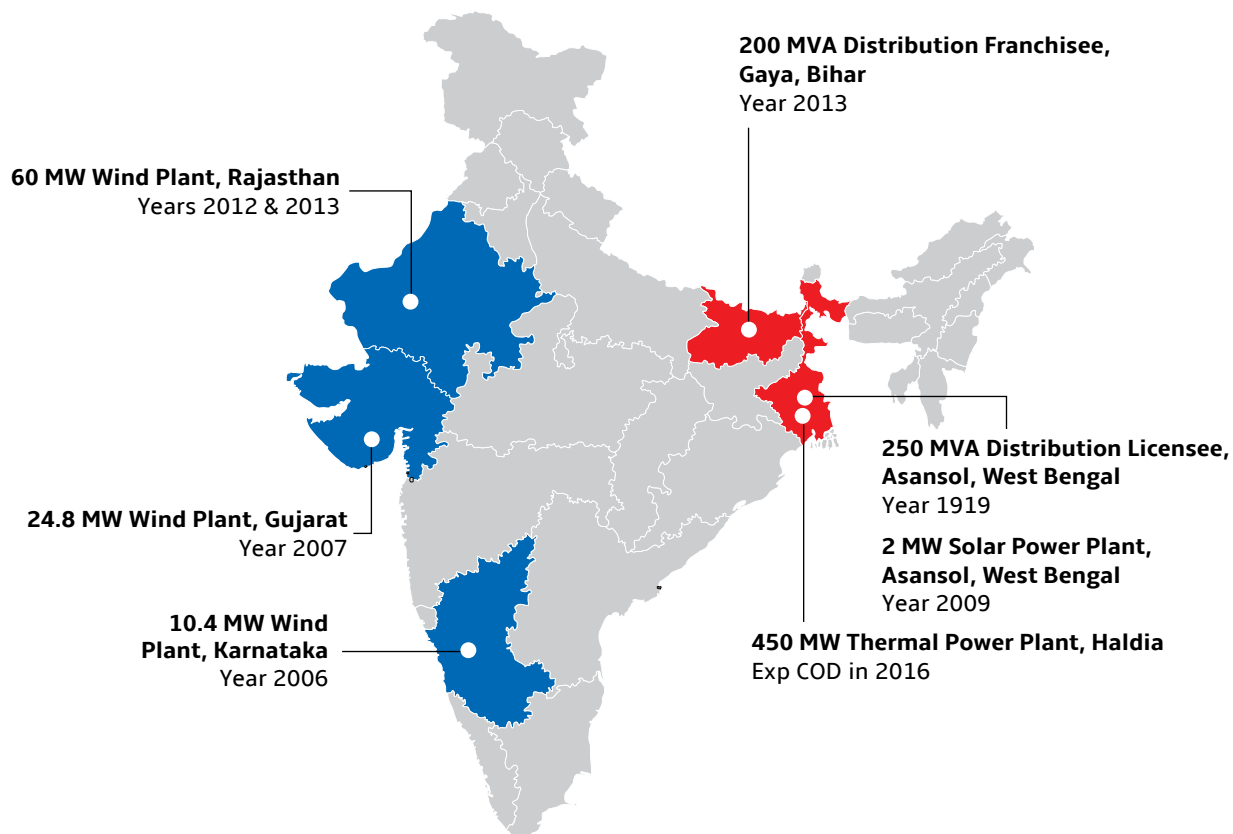 200 MVA Distribution Franchisee,
Gaya, Bihar
Year 2013
60 MW Wind Plant, Rajasthan
Years 2012 & 2013
250 MVA Distribution Licensee,
Asansol, West Bengal
Year 1919
24.8 MW Wind Plant, Gujarat
Year 2007
2 MW Solar Power Plant,
Asansol, West Bengal
Year 2009
10.4 MW Wind
Plant, Karnataka
Year 2006
450 MW Thermal Power Plant, Haldia
Exp COD in 2016